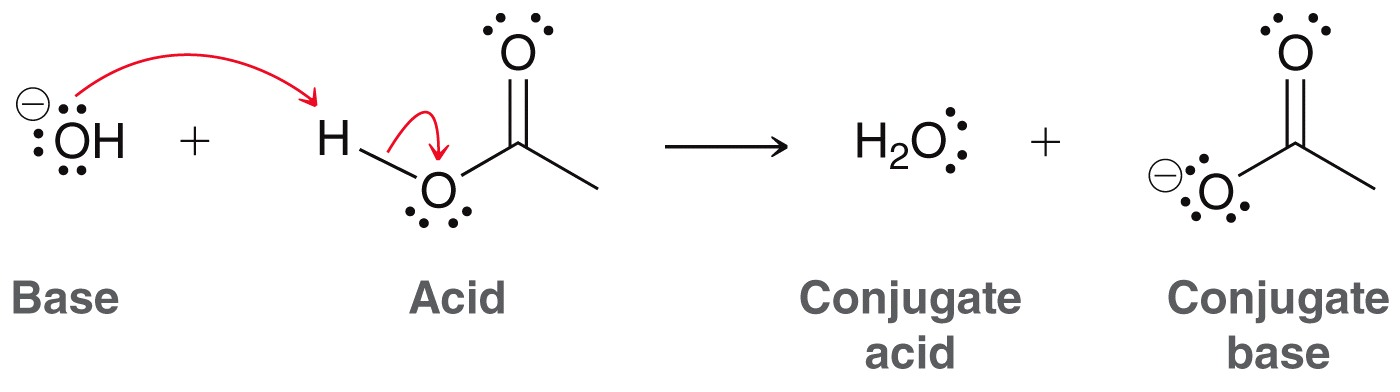 O
O
⊖
OH + H
H₂O +
O
⊖ O
Base
Acid
Conjugate
acid
Conjugate
base